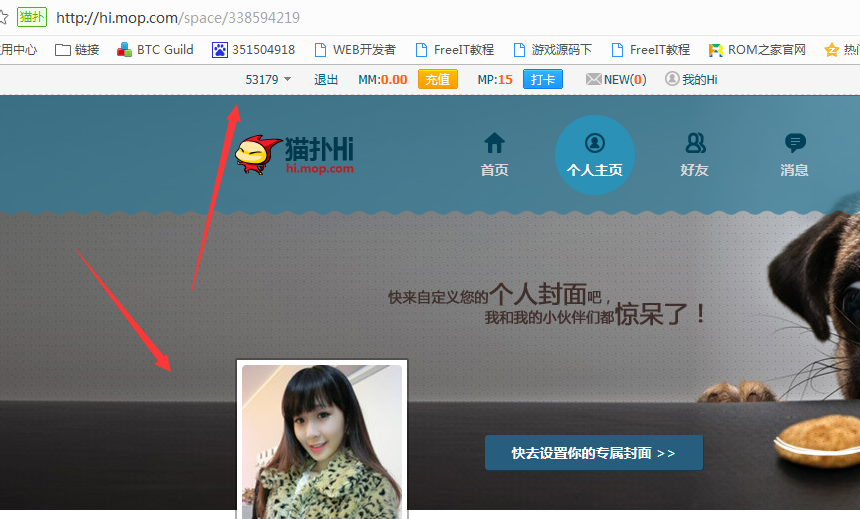 猫扑 http://hi.mop.com/space/338594219
用中心 链接 BTC Guild 351504918 WEB开发者 FreeIT教程 游戏源码下 FreeIT教程 ROM之家官网 热门
53179 退出 MM:0.00 充值 MP:15 打卡 NEW(0) 我的Hi
猫扑Hi
hi.mop.com
首页 个人主页 好友 消息
快来自定义您的个人封面吧，
我和我的小伙伴们都惊呆了！
快去设置你的专属封面 >>